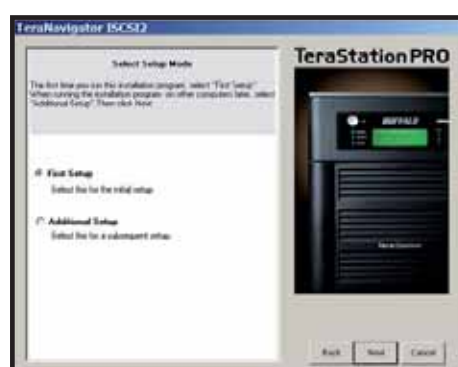 TeraNavigator ISCSI2
Select Setup Mode
The first time you run this installation program, select "First Setup".
When running the installation program on other computers later, select
"Additional Setup". Then click Next.
First Setup
Select this for the initial setup.
Additional Setup
Select this for a subsequent setup.
TeraStation PRO
BUFFALO
TeraStation
Back
Next
Cancel